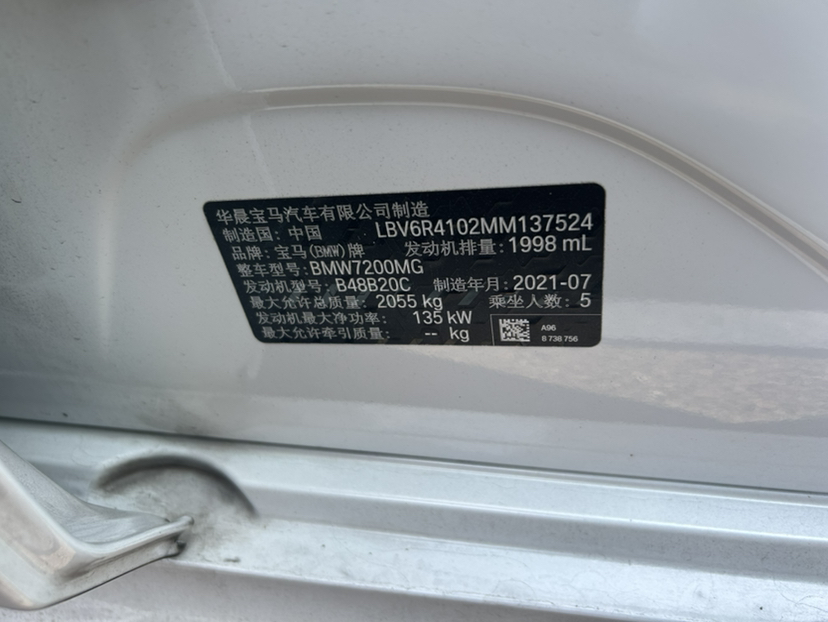 华晨宝马汽车有限公司制造
制造国: 中国 LBV6R4102MM137524
品牌: 宝马(BMW)牌 发动机排量: 1998 mL
整车型号: BMW7200MG
发动机型号: B48B20C 制造年月: 2021-07
最大允许总质量: 2055 kg 乘坐人数: 5
发动机最大净功率: 135 kW
最大允许牵引质量: -- kg
A96
8 738 756